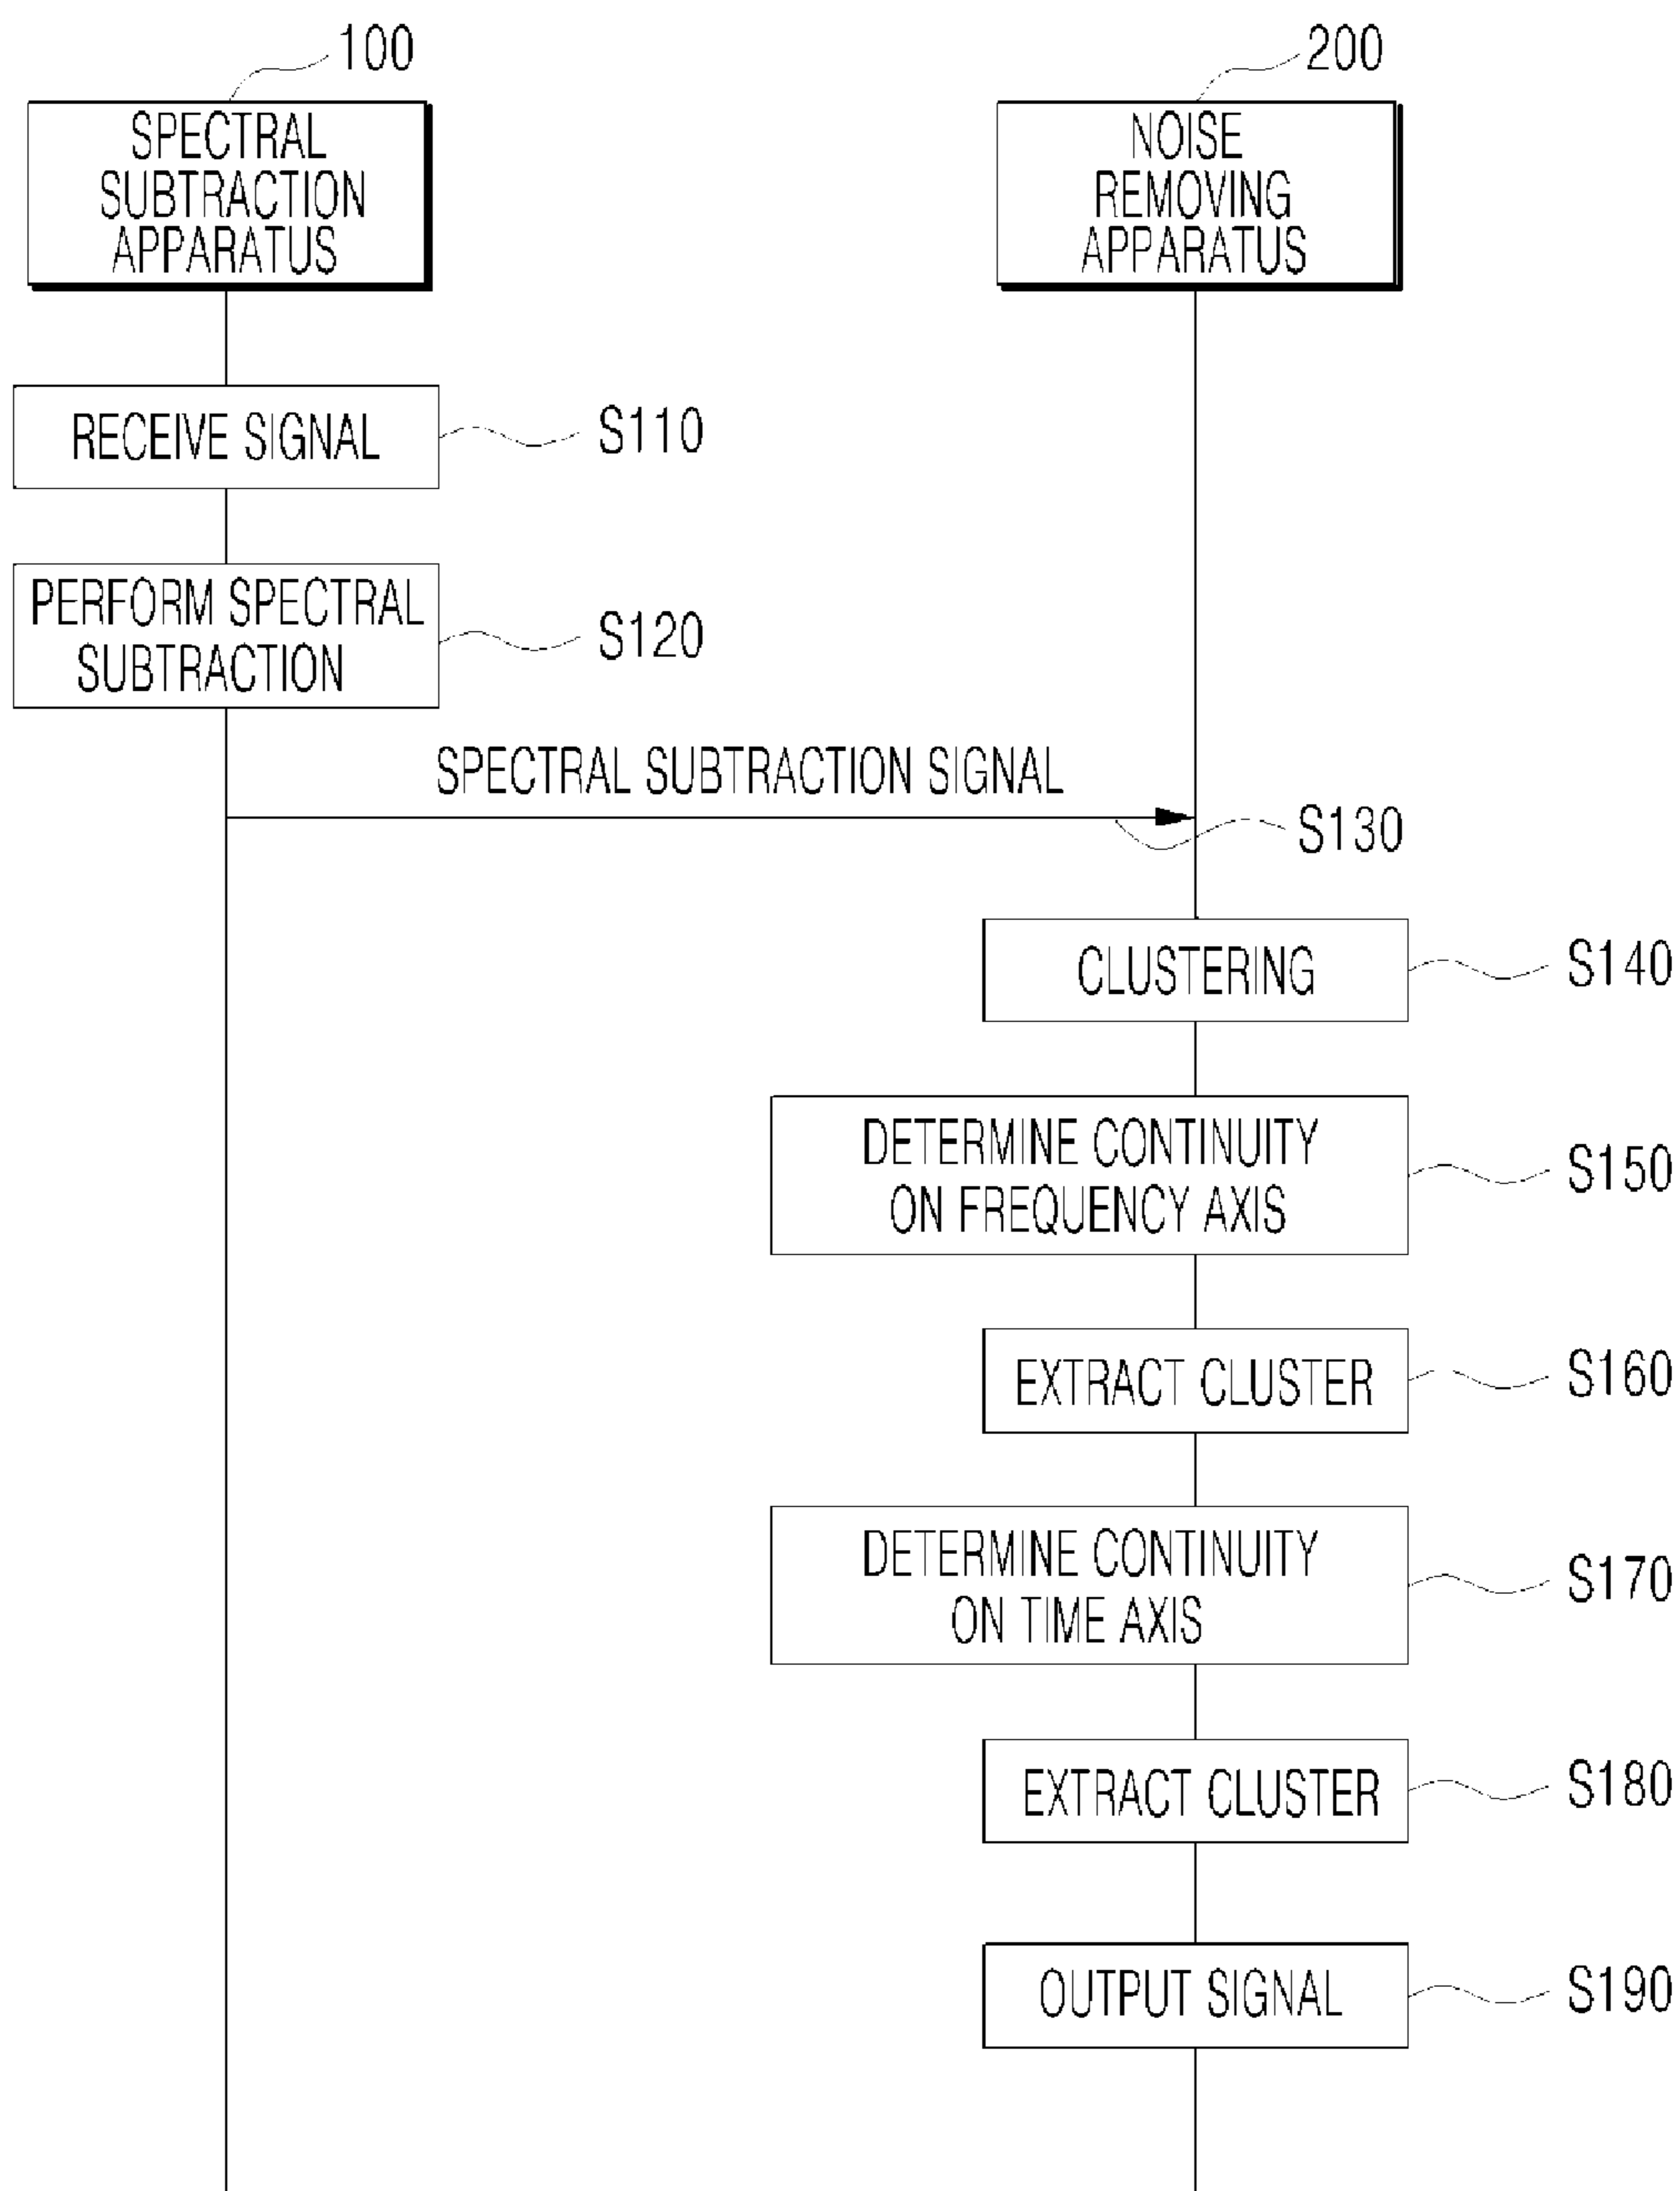 100
200
SPECTRAL
SUBTRACTION
APPARATUS
NOISE
REMOVING
APPARATUS
RECEIVE SIGNAL
S110
PERFORM SPECTRAL
SUBTRACTION
S120
SPECTRAL SUBTRACTION SIGNAL
S130
CLUSTERING
S140
DETERMINE CONTINUITY
ON FREQUENCY AXIS
S150
EXTRACT CLUSTER
S160
DETERMINE CONTINUITY
ON TIME AXIS
S170
EXTRACT CLUSTER
S180
OUTPUT SIGNAL
S190